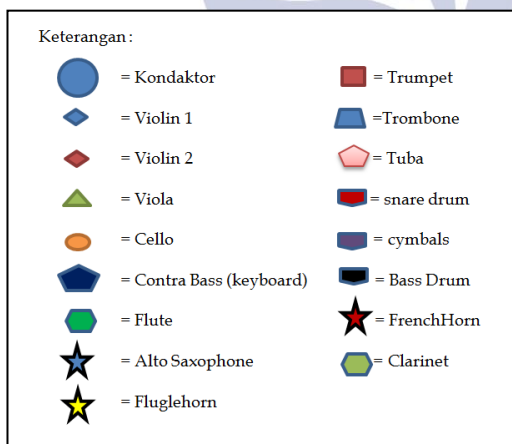 Keterangan :
= Kondaktor
= Violin 1
= Violin 2
= Viola
= Cello
= Contra Bass (keyboard)
= Flute
= Alto Saxophone
= Fluglehorn
= Trumpet
=Trombone
= Tuba
= snare drum
= cymbals
= Bass Drum
= FrenchHorn
= Clarinet